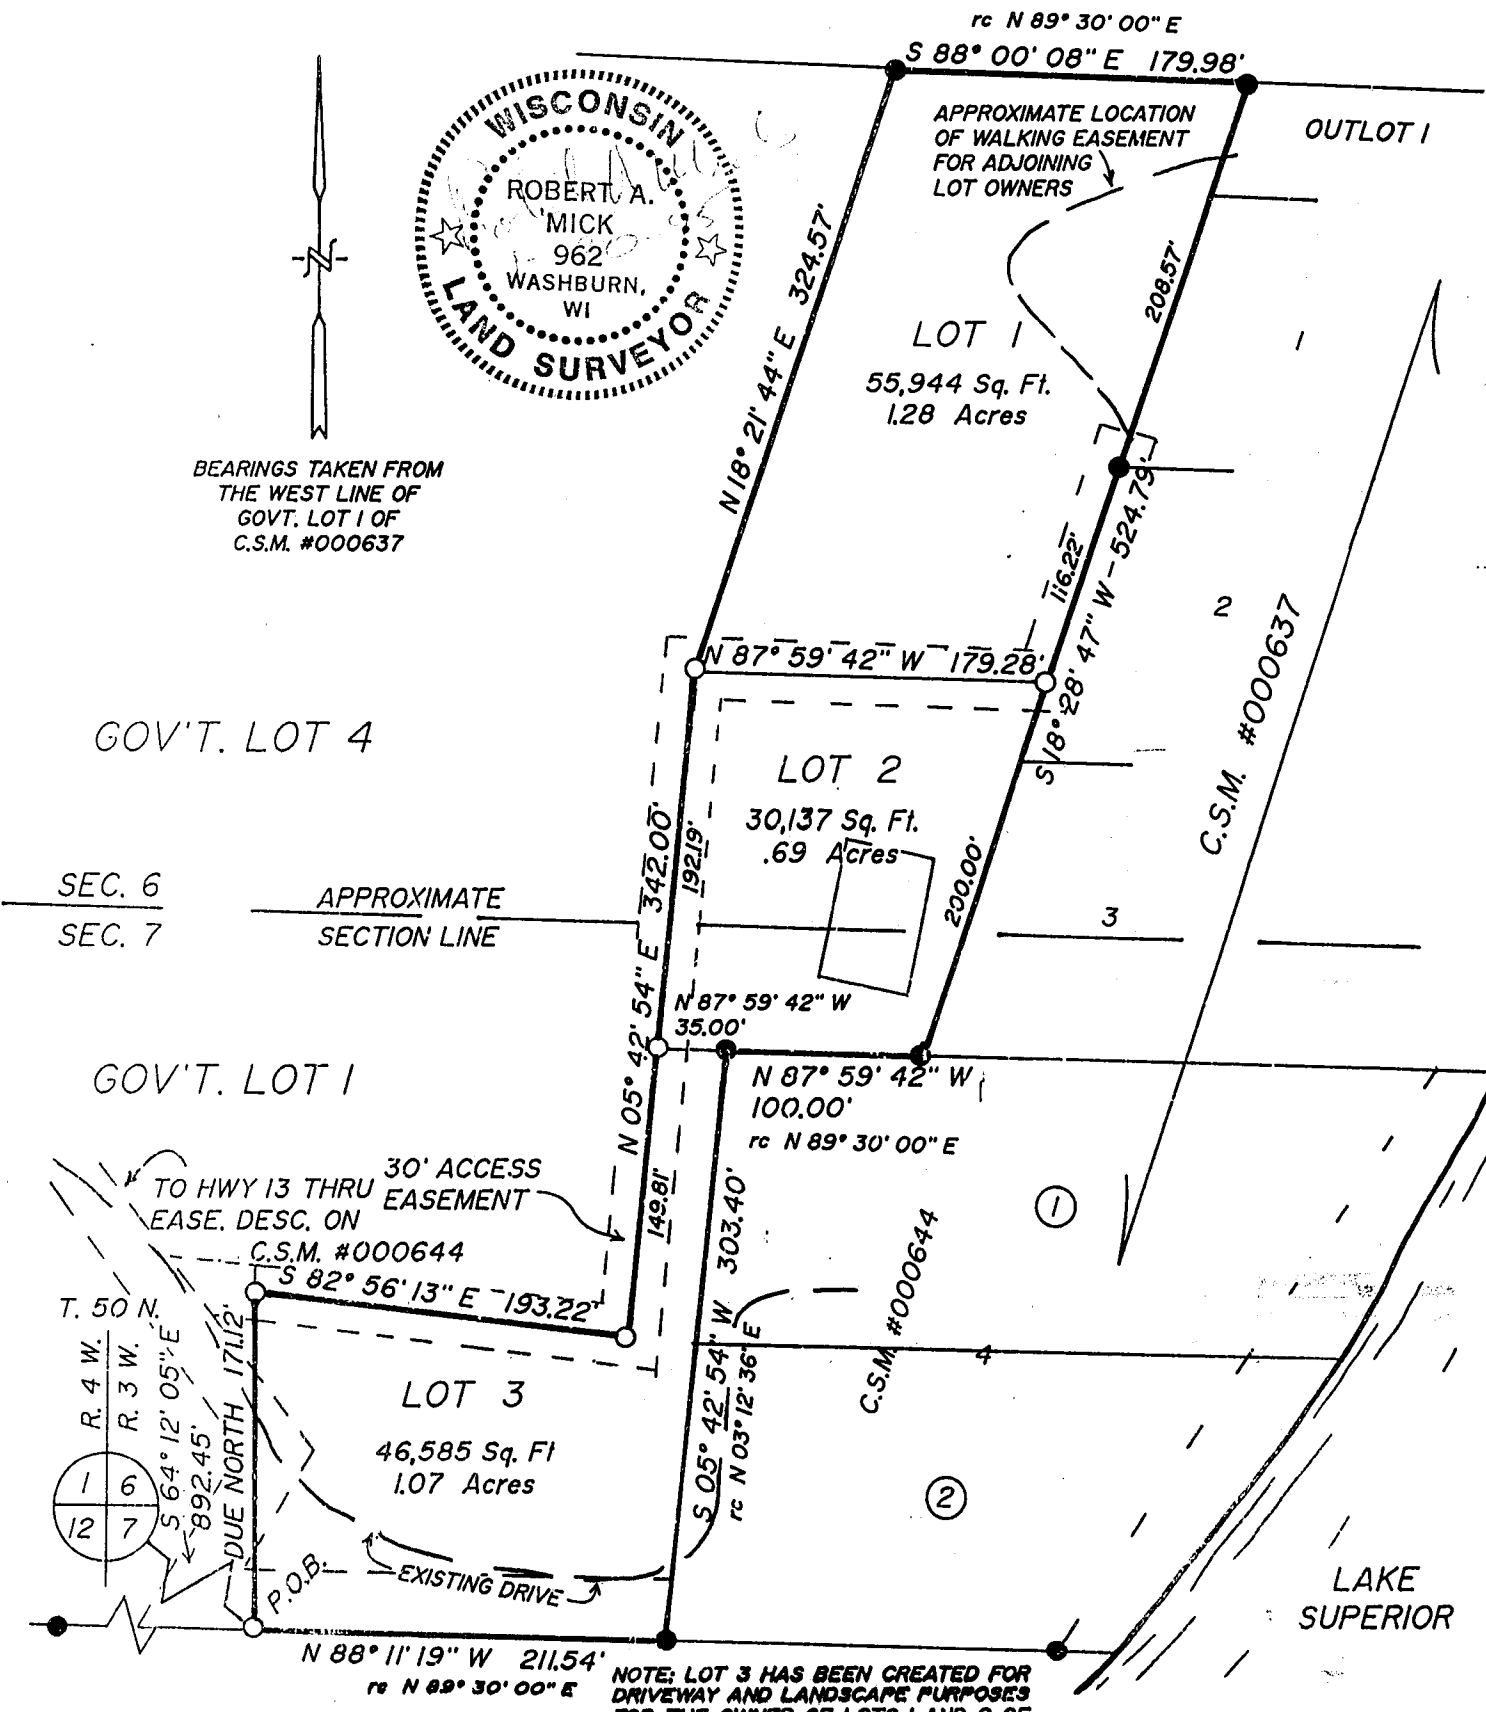 rc N 89° 30' 00" E
S 88° 00' 08" E 179.98'
WISCONSIN
LAND SURVEYOR
ROBERT A.
MICK
962
WASHBURN,
WI
APPROXIMATE LOCATION
OF WALKING EASEMENT
FOR ADJOINING
LOT OWNERS
OUTLOT 1
N 18° 21' 44" E 324.57'
208.57'
LOT 1
55,944 Sq. Ft.
1.28 Acres
1
N
BEARINGS TAKEN FROM
THE WEST LINE OF
GOVT. LOT 1 OF
C.S.M. #000637
116.22'
S 18° 28' 47" W - 524.79'
2
C.S.M. #000637
N 87° 59' 42" W 179.28'
GOV'T. LOT 4
LOT 2
30,137 Sq. Ft.
.69 Acres
N 05° 42' 54" E 342.00'
192.19'
200.00'
SEC. 6
SEC. 7
APPROXIMATE
SECTION LINE
3
N 87° 59' 42" W
35.00'
GOV'T. LOT 1
N 87° 59' 42" W
100.00'
rc N 89° 30' 00" E
TO HWY 13 THRU
EASE. DESC. ON
C.S.M. #000644
30' ACCESS
EASEMENT
149.81'
S 05° 42' 54" W 303.40'
rc N 03° 12' 36" E
1
C.S.M. #000644
S 82° 56' 13" E 193.22'
4
T. 50 N.
R. 4 W.
R. 3 W.
S 64° 12' 05" E
892.45'
DUE NORTH 171.12'
LOT 3
46,585 Sq. Ft
1.07 Acres
1 6
12 7
2
P.O.B.
EXISTING DRIVE
LAKE
SUPERIOR
N 88° 11' 19" W 211.54'
rc N 89° 30' 00" E
NOTE: LOT 3 HAS BEEN CREATED FOR
DRIVEWAY AND LANDSCAPE PURPOSES
FOR THE OWNER OF LOTS 1 AND 2 OF